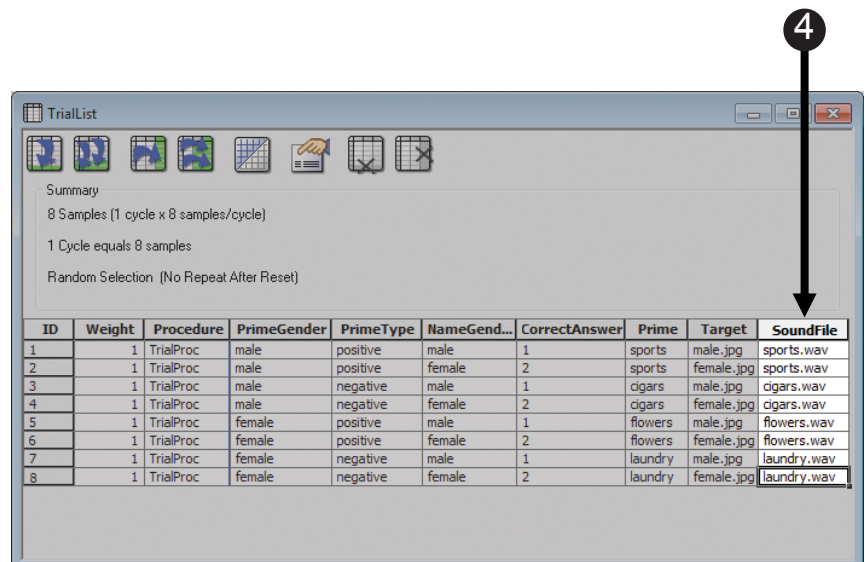 4
TrialList
Summary
8 Samples (1 cycle x 8 samples/cycle)
1 Cycle equals 8 samples
Random Selection (No Repeat After Reset)
ID Weight Procedure PrimeGender PrimeType NameGend... CorrectAnswer Prime Target SoundFile
1 1 TrialProc male positive male 1 sports male.jpg sports.wav
2 1 TrialProc male positive female 2 sports female.jpg sports.wav
3 1 TrialProc male negative male 1 cigars male.jpg cigars.wav
4 1 TrialProc male negative female 2 cigars female.jpg cigars.wav
5 1 TrialProc female positive male 1 flowers male.jpg flowers.wav
6 1 TrialProc female positive female 2 flowers female.jpg flowers.wav
7 1 TrialProc female negative male 1 laundry male.jpg laundry.wav
8 1 TrialProc female negative female 2 laundry female.jpg laundry.wav